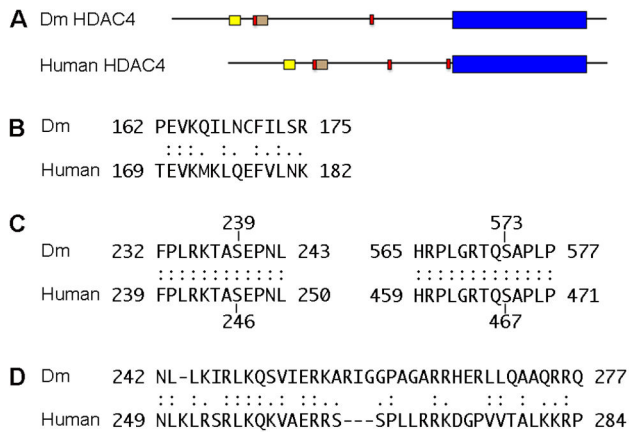 A Dm HDAC4
Human HDAC4
B Dm 162 PEVKQILNCFILSR 175
:::. :. :.:..
Human 169 TEVKMKLQEFVLNK 182
C 239 573
Dm 232 FPLRKTASEPNL 243 565 HRPLGRTQSAPLP 577
:::::::::::: :::::::::::::
Human 239 FPLRKTASEPNL 250 459 HRPLGRTQSAPLP 471
246 467
D Dm 242 NL-LKIRLKQSVIERKARIGGPAGARRHERLLQAAQRRQ 277
Human 249 NLKLRSRLKQKVAERRS---SPLLRRKDGPVVTALKKRP 284